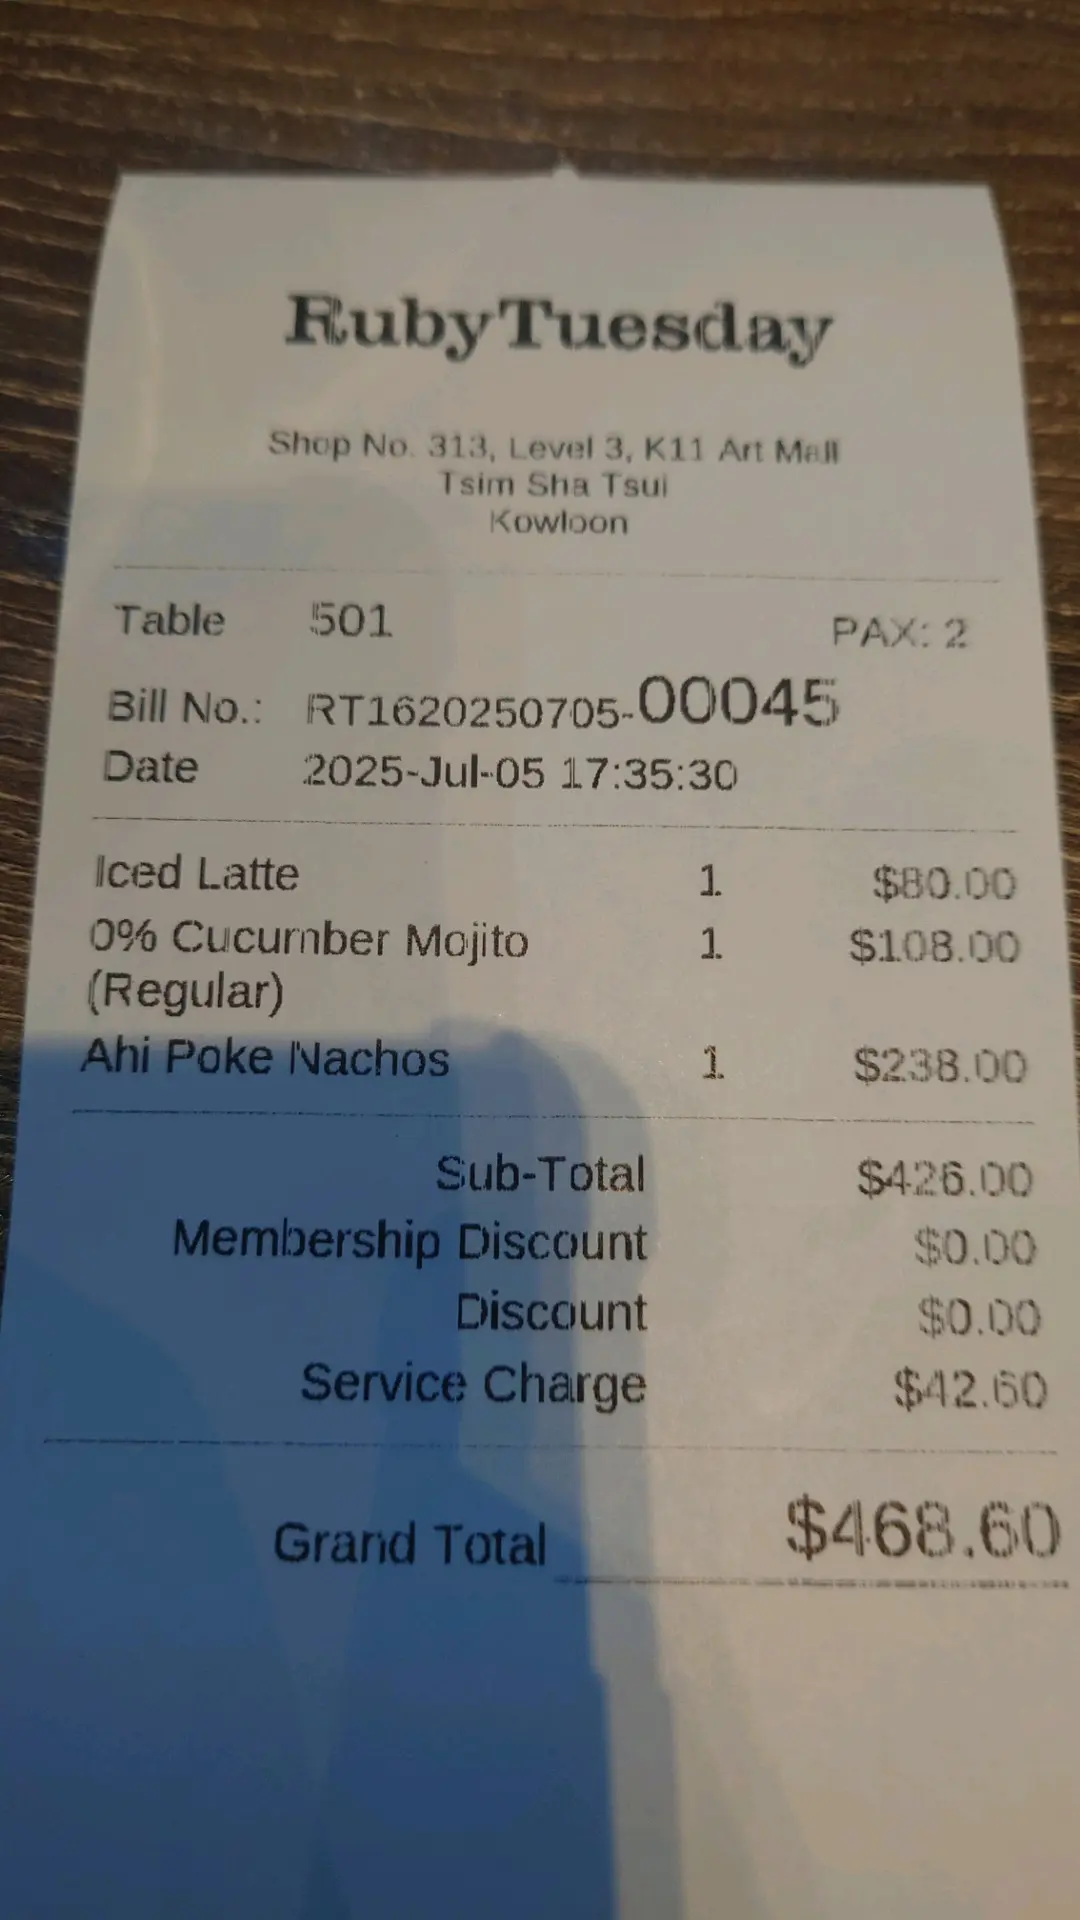 Ruby Tuesday
Shop No. 313, Level 3, K11 Art Mall
Tsim Sha Tsui
Kowloon
Table 501 PAX: 2
Bill No.: RT1620250705-00045
Date 2025-Jul-05 17:35:30
Iced Latte 1 $80.00
0% Cucumber Mojito 1 $108.00
(Regular)
Ahi Poke Nachos 1 $238.00
Sub-Total $426.00
Membership Discount $0.00
Discount $0.00
Service Charge $42.60
Grand Total $468.60